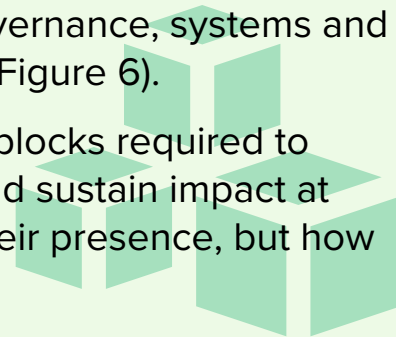 vernance, systems and
Figure 6).
blocks required to
d sustain impact at
eir presence, but how